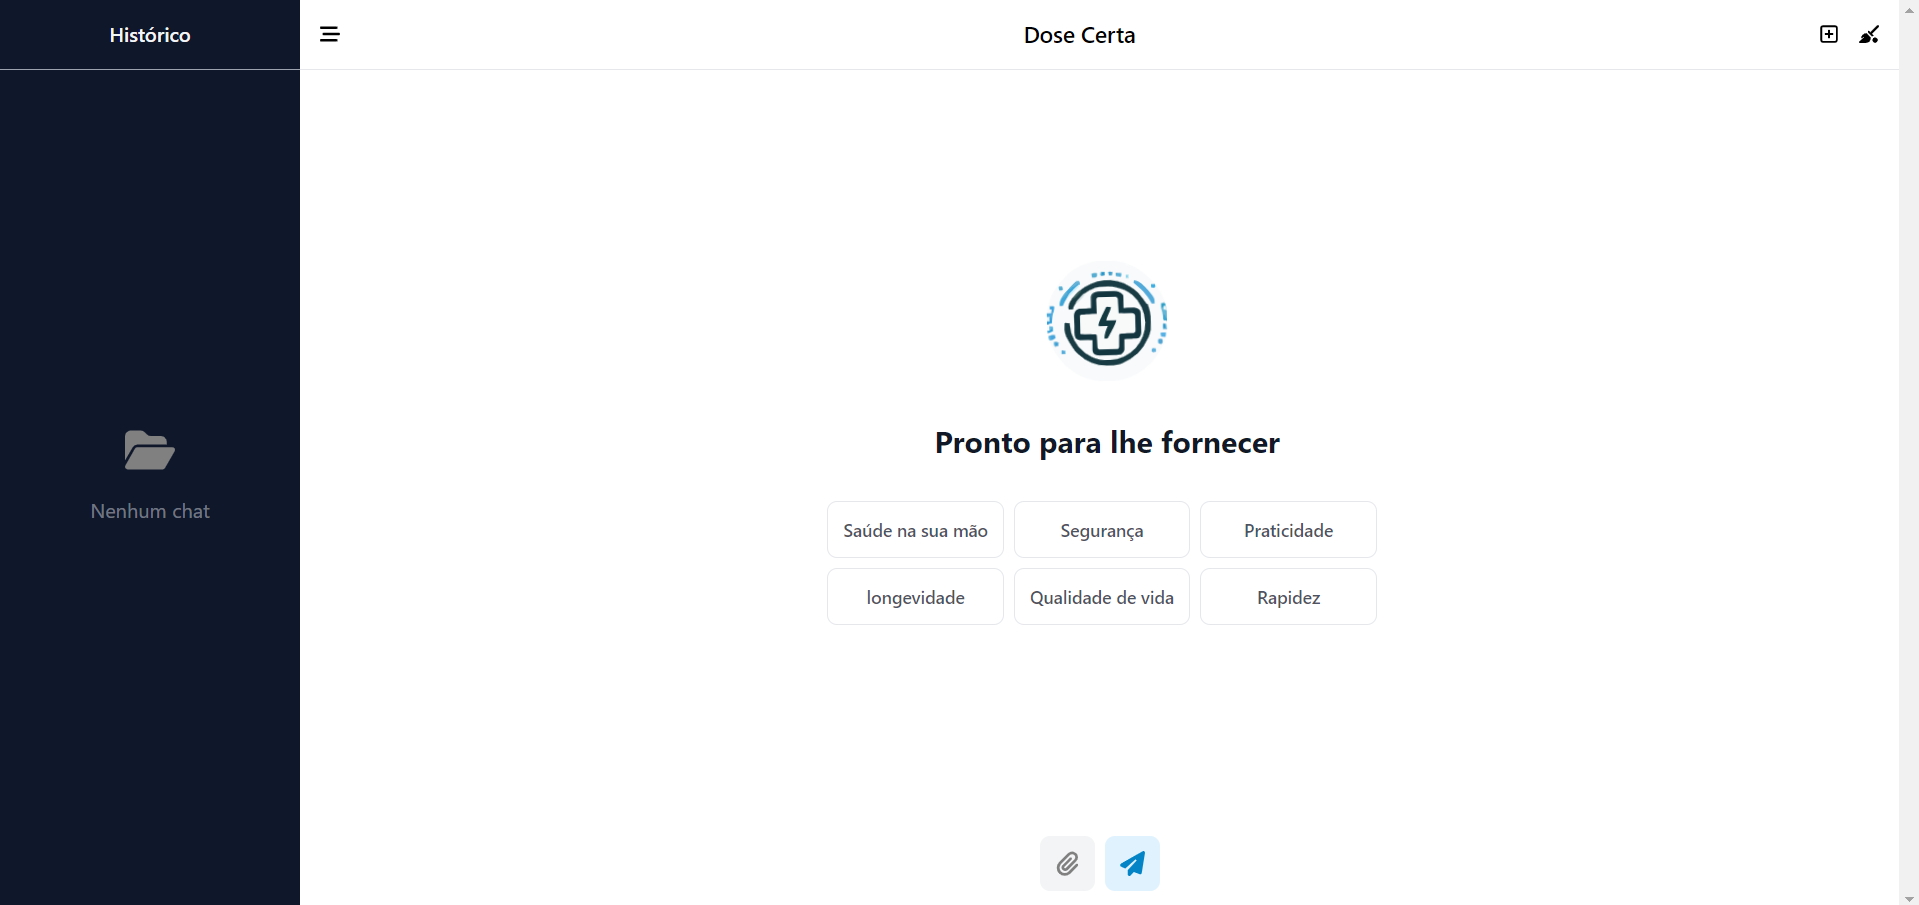 Histórico
Dose Certa
Nenhum chat
Pronto para lhe fornecer
Saúde na sua mão
Segurança
Praticidade
longevidade
Qualidade de vida
Rapidez